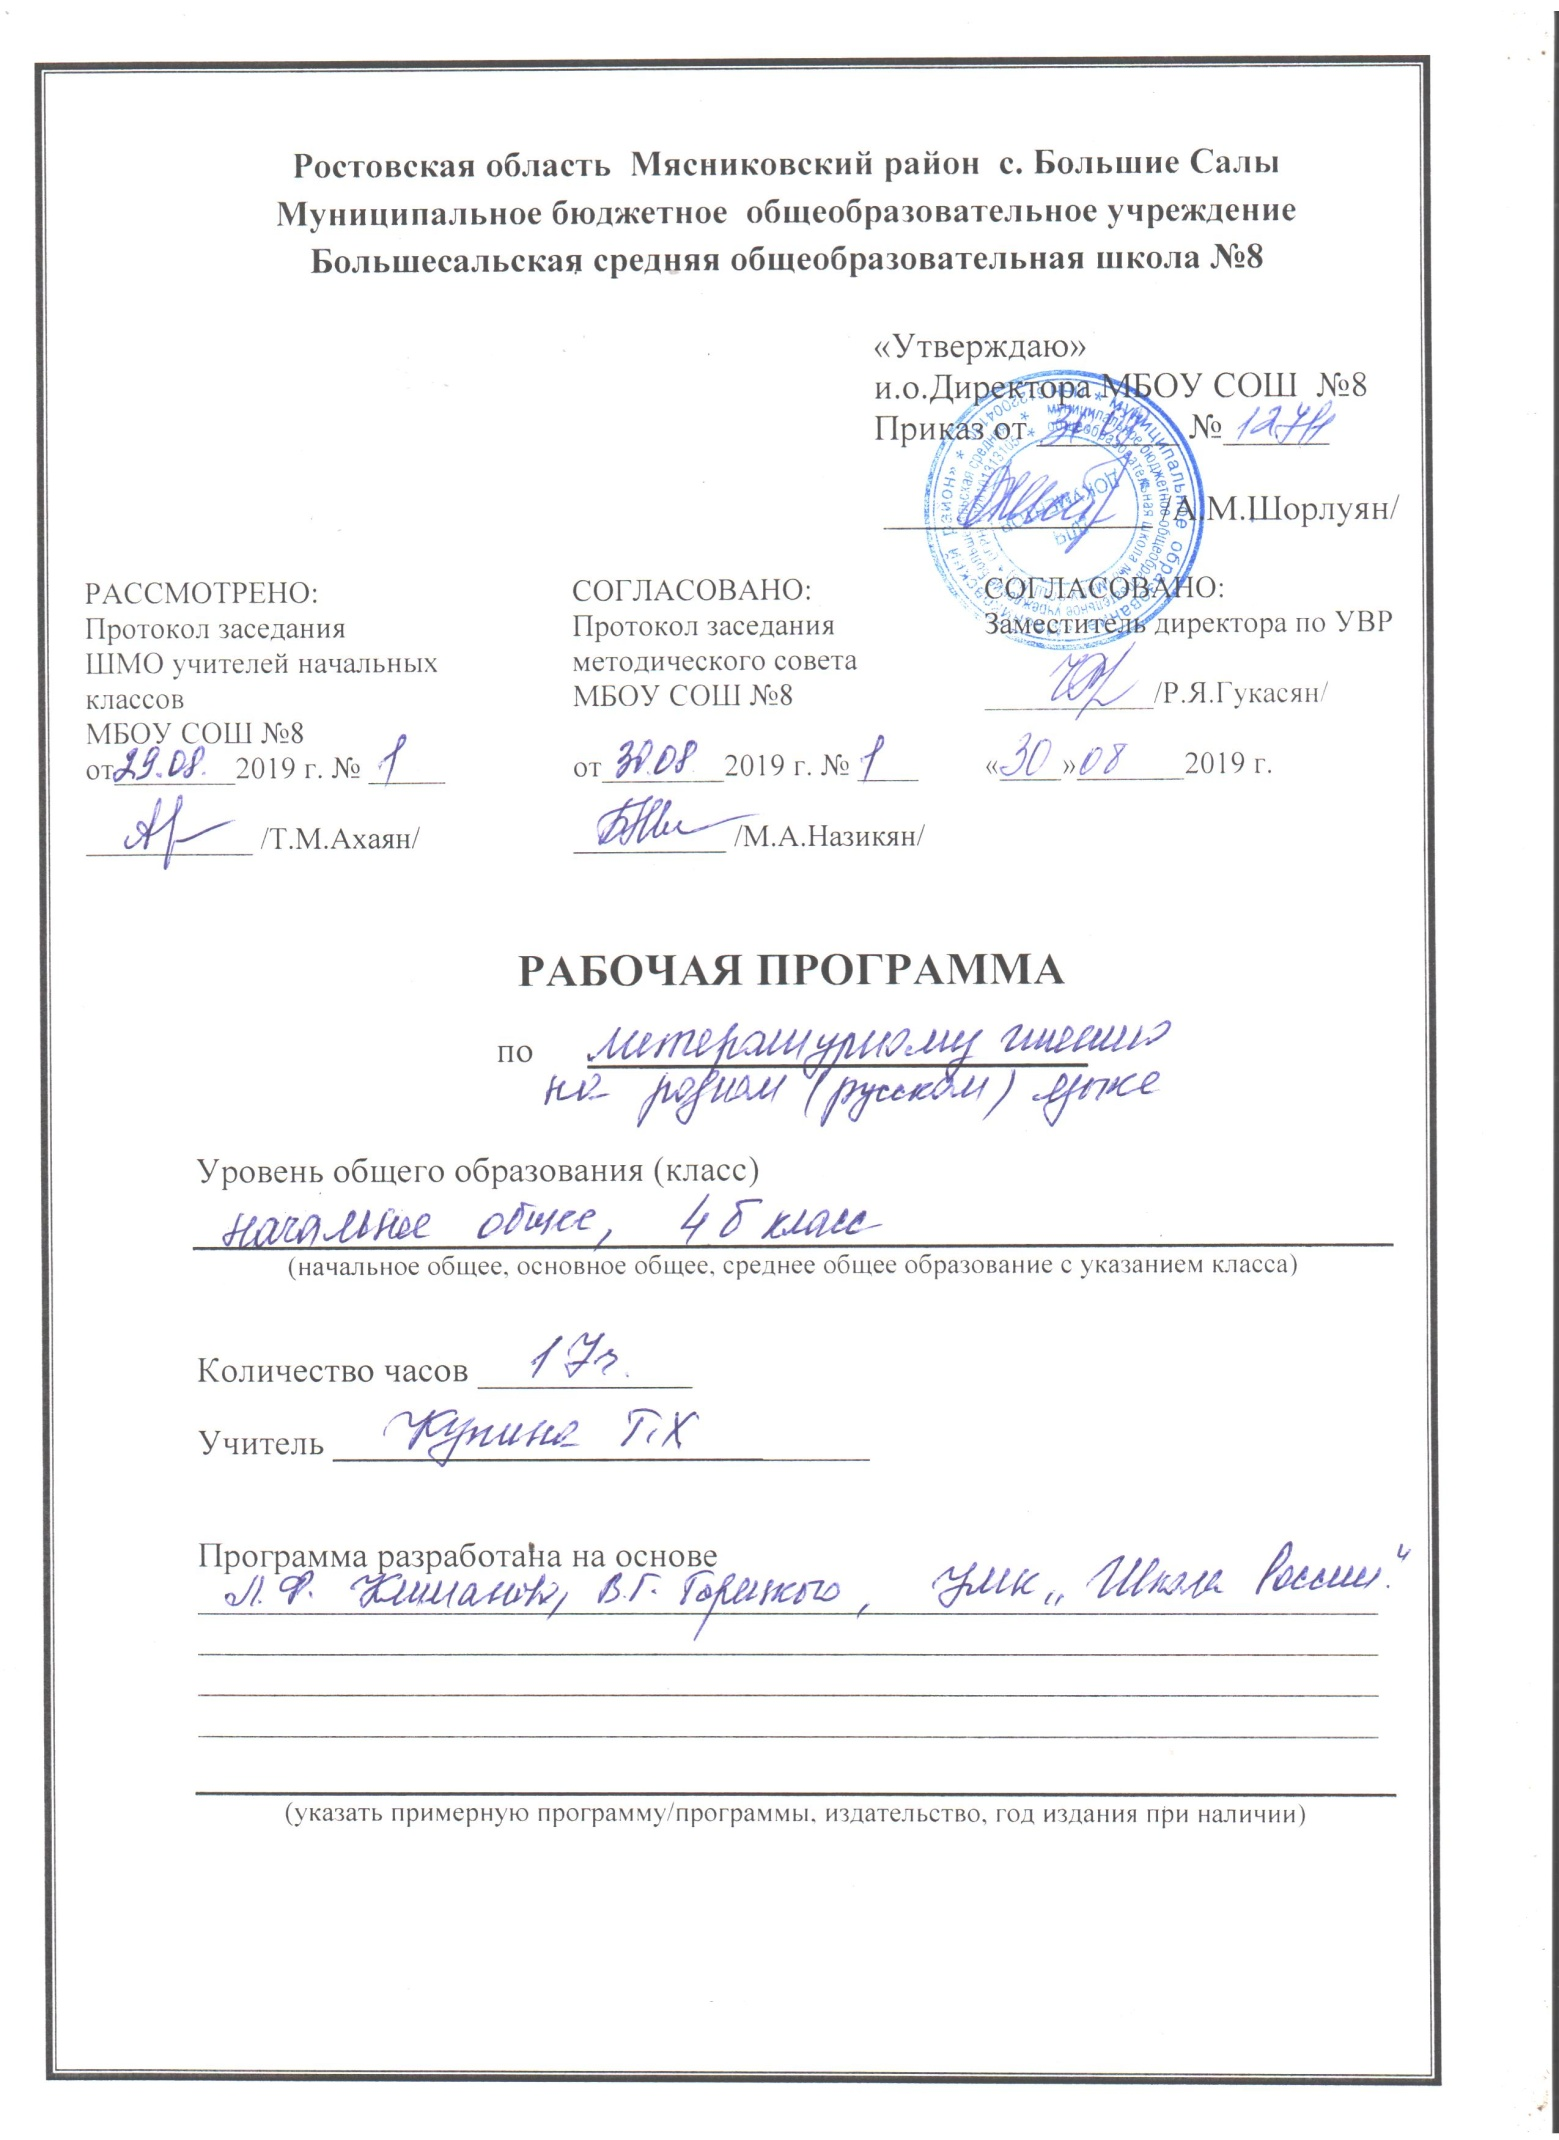 Ростовская область Мясниковский район с. Большие Салы
Муниципальное бюджетное общеобразовательное учреждение
Большесальская средняя общеобразовательная школа №8
«Утверждаю»
и.о.Директора МБОУ СОШ №8
Приказ от №
/А.М.Шорлуян/
РАССМОТРЕНО:
Протокол заседания
ШМО учителей начальных
классов
МБОУ СОШ №8
от 29.08. 2019 г. № 1
/Т.М.Ахаян/
СОГЛАСОВАНО:
Протокол заседания
методического совета
МБОУ СОШ №8
от 30.08 2019 г. № 1
/М.А.Назикян/
СОГЛАСОВАНО:
Заместитель директора по УВР
/Р.Я.Гукасян/
«30» 08 2019 г.
РАБОЧАЯ ПРОГРАММА
по литературному чтению
на родном (русском) языке
Уровень общего образования (класс)
начальное общее, 4 б класс
(начальное общее, основное общее, среднее общее образование с указанием класса)
Количество часов 17ч.
Учитель Купина Г.Х
Программа разработана на основе
Л.Ф. Климанова, В.Г. Горецкого, УМК „Школа России."
(указать примерную программу/программы, издательство, год издания при наличии)